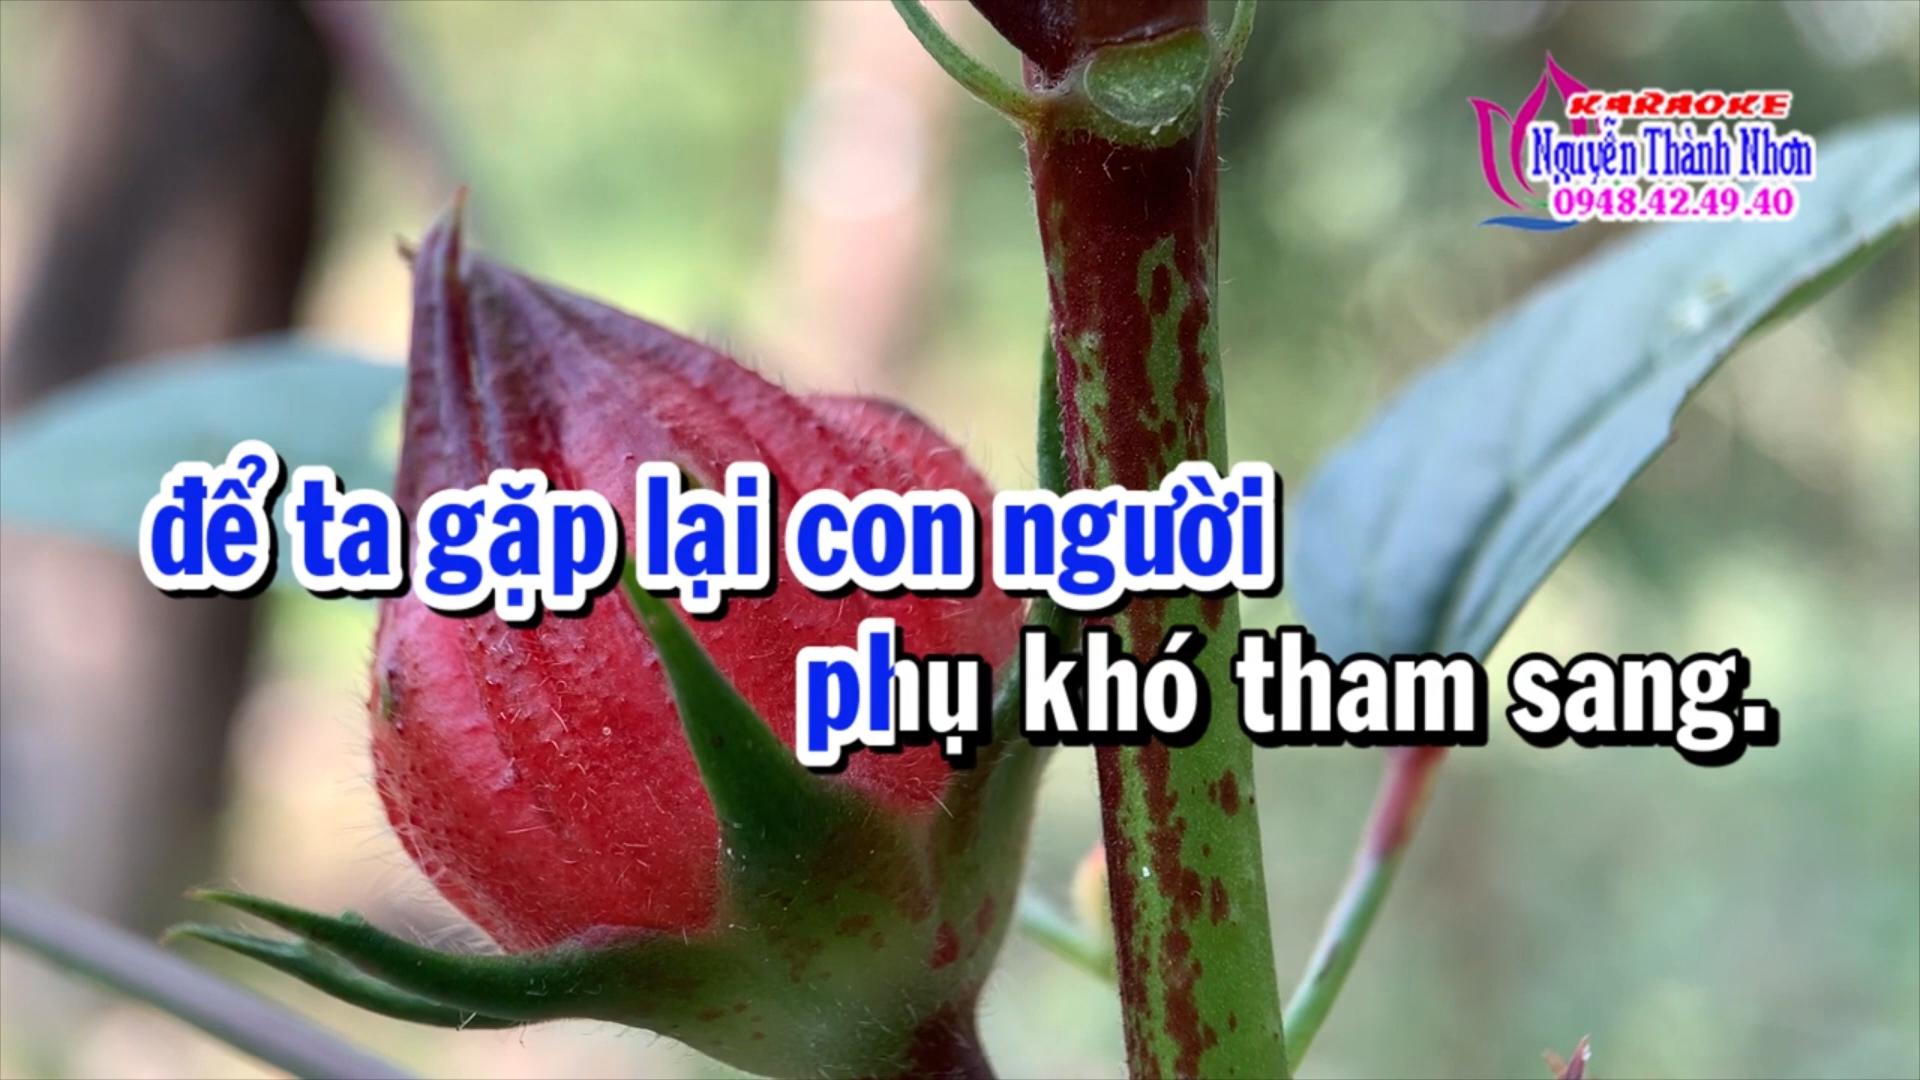 KARAOKE
Nguyễn Thành Nhơn
0948.42.49.40
để ta gặp lại con người
phụ khó tham sang.